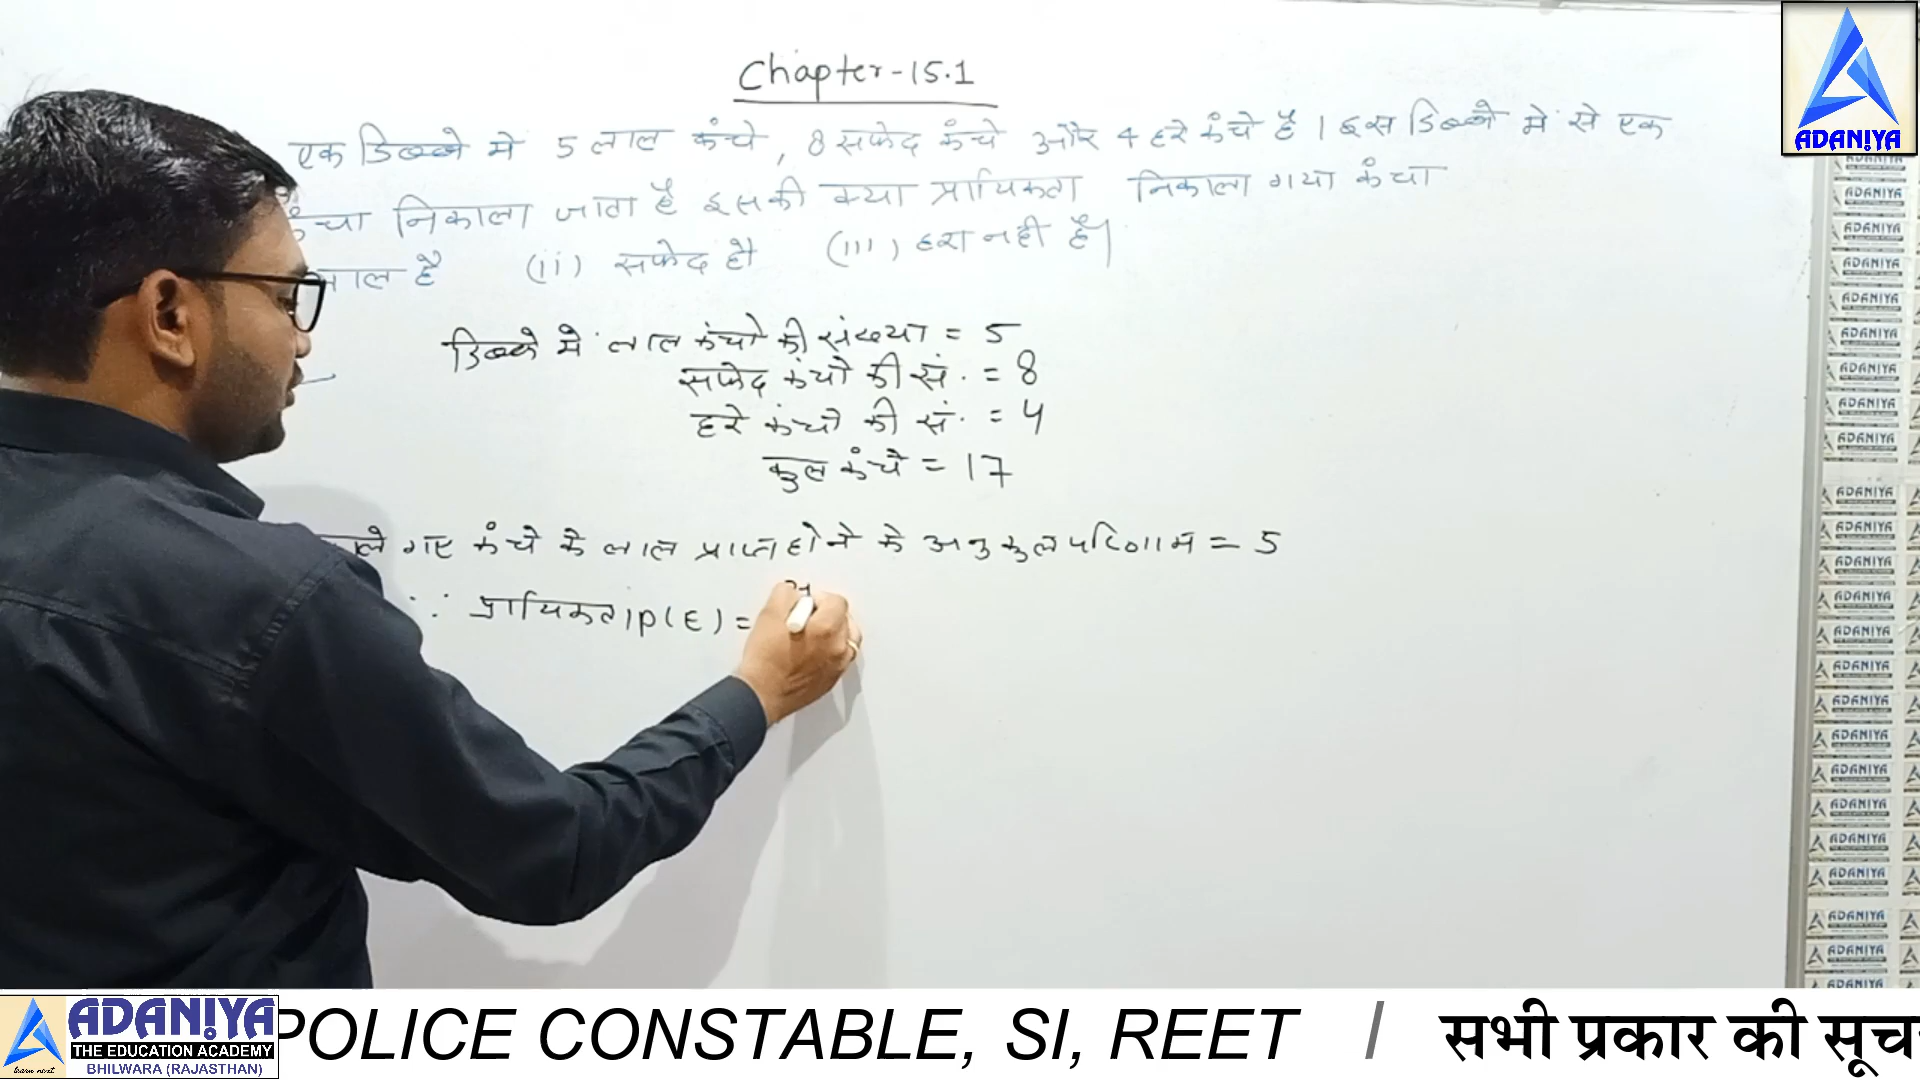 Chapter-15.1
एक डिब्बे मे 5 लाल कंचे, 8 सफेद कंचे और 4 हरे कंचे है । इस डिब्बे मे से एक
कंचा निकाला जाता है इसकी क्या प्रायिकता निकाला गया कंचा
लाल है (ii) सफेद हो (iii) हरा नही है।
डिब्बे मे लाल कंचो की संख्या = 5
सफेद कंचो की सं. = 8
हरे कंचो की सं. = 4
कुल कंचे = 17
गए कंचे के लाल प्राप्त होने के अनुकुल परिणाम = 5
∵ प्रायिकता P(E) =
ADANIYA
ADANIYA
THE EDUCATION ACADEMY
BHILWARA (RAJASTHAN)
learn next
POLICE CONSTABLE, SI, REET / सभी प्रकार की सूच